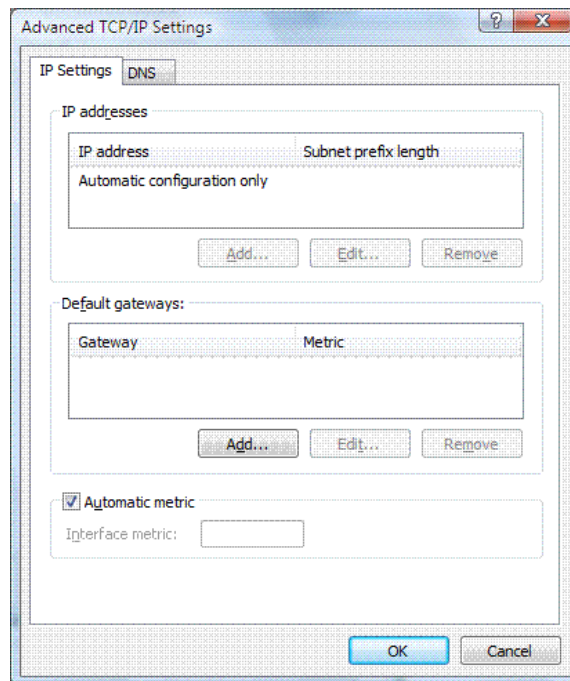 Advanced TCP/IP Settings
?
X
IP Settings
DNS
IP addresses
IP address Subnet prefix length
Automatic configuration only
Add... Edit... Remove
Default gateways:
Gateway Metric
Add... Edit... Remove
Automatic metric
Interface metric:
OK Cancel